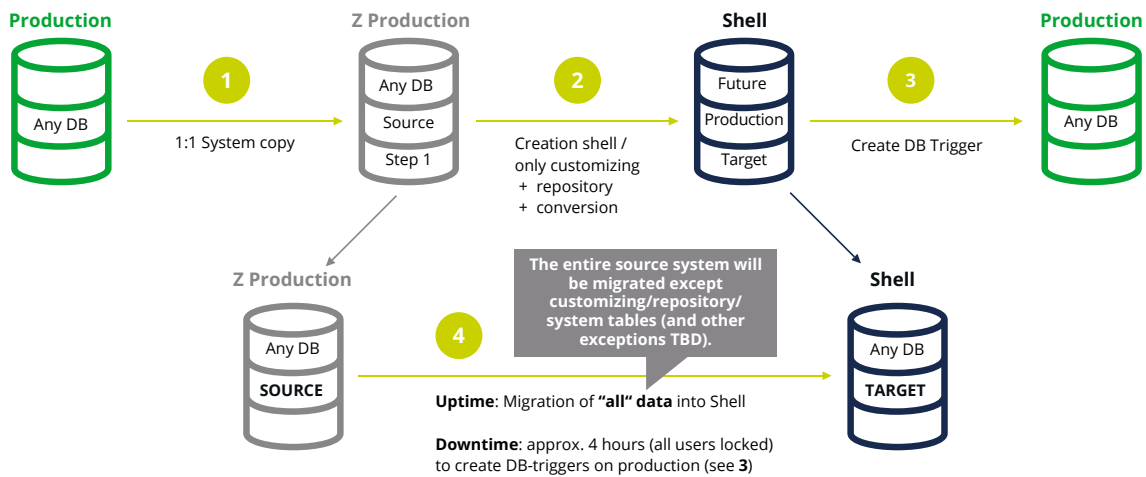 Production
Z Production
Shell
Production
1
2
3
Any DB
Any DB
Source
Step 1
Future
Production
Target
Any DB
1:1 System copy
Creation shell /
only customizing
+ repository
+ conversion
Create DB Trigger
Z Production
Shell
The entire source system will
be migrated except
customizing/repository/
system tables (and other
exceptions TBD).
4
Any DB
SOURCE
Any DB
TARGET
Uptime: Migration of “all“ data into Shell
Downtime: approx. 4 hours (all users locked)
to create DB-triggers on production (see 3)